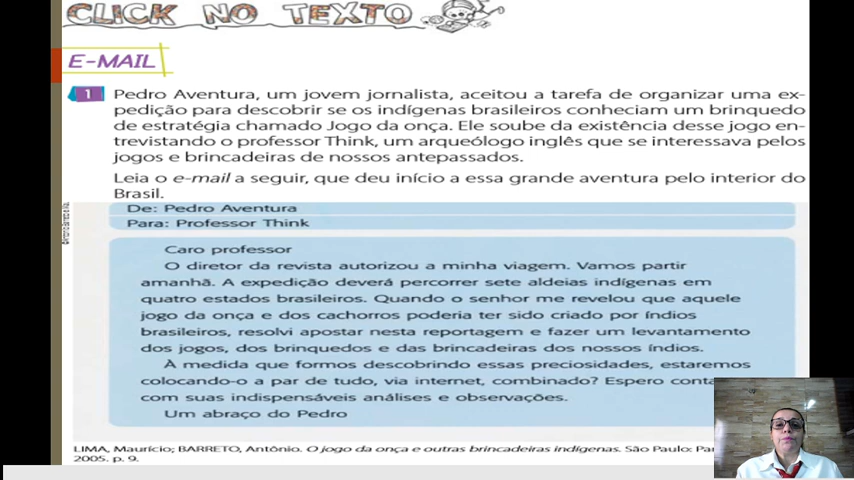 CLICK NO TEXTO
E-MAIL
1 Pedro Aventura, um jovem jornalista, aceitou a tarefa de organizar uma ex-
pedição para descobrir se os indígenas brasileiros conheciam um brinquedo
de estratégia chamado Jogo da onça. Ele soube da existência desse jogo en-
trevistando o professor Think, um arqueólogo inglês que se interessava pelos
jogos e brincadeiras de nossos antepassados.
Leia o e-mail a seguir, que deu início a essa grande aventura pelo interior do
Brasil.
De: Pedro Aventura
Para: Professor Think
Caro professor
O diretor da revista autorizou a minha viagem. Vamos partir
amanhã. A expedição deverá percorrer sete aldeias indígenas em
quatro estados brasileiros. Quando o senhor me revelou que aquele
jogo da onça e dos cachorros poderia ter sido criado por índios
brasileiros, resolvi apostar nesta reportagem e fazer um levantamento
dos jogos, dos brinquedos e das brincadeiras dos nossos índios.
À medida que formos descobrindo essas preciosidades, estaremos
colocando-o a par de tudo, via internet, combinado? Espero
com suas indispensáveis análises e observações.
Um abraço do Pedro
LIMA, Maurício; BARRETO, Antônio. O jogo da onça e outras brincadeiras indígenas. São Paulo:
2005. p. 9.